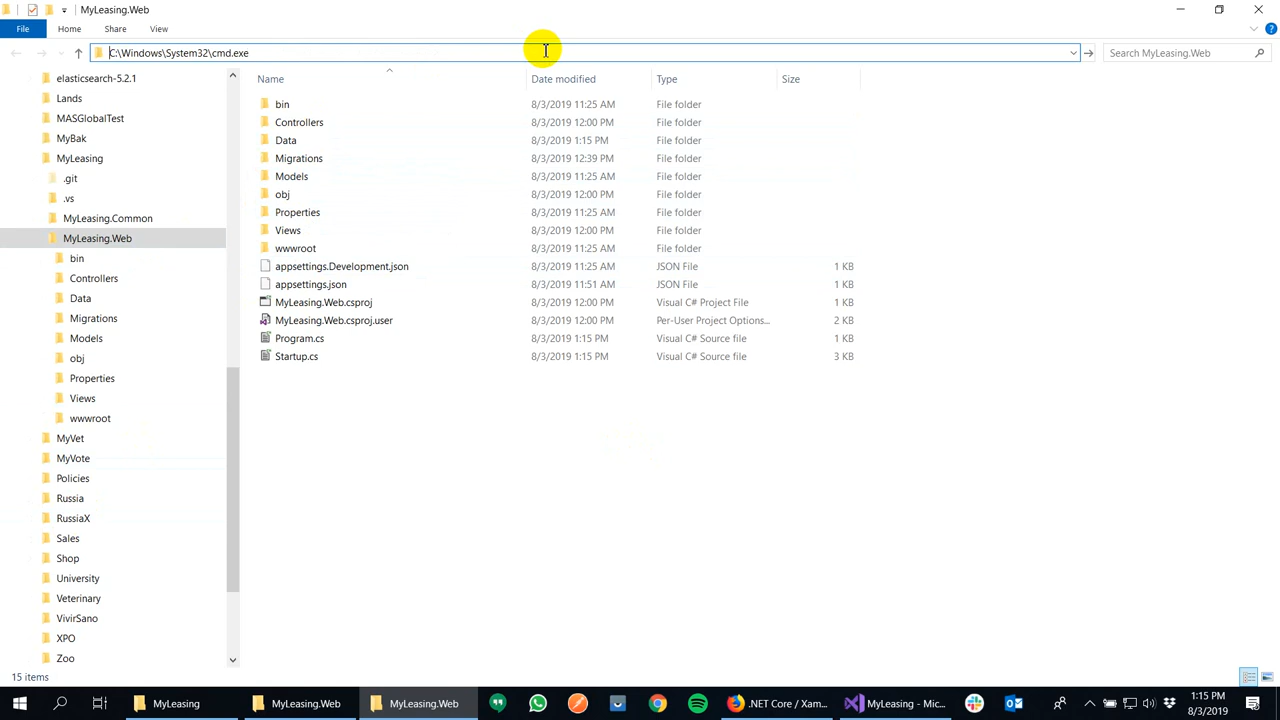 MyLeasing.Web
File Home Share View
C:\Windows\System32\cmd.exe
Search MyLeasing.Web
elasticsearch-5.2.1
Lands
MASGlobalTest
MyBak
MyLeasing
.git
.vs
MyLeasing.Common
MyLeasing.Web
bin
Controllers
Data
Migrations
Models
obj
Properties
Views
wwwroot
MyVet
MyVote
Policies
Russia
RussiaX
Sales
Shop
University
Veterinary
VivirSano
XPO
Zoo
Name Date modified Type Size
bin 8/3/2019 11:25 AM File folder
Controllers 8/3/2019 12:00 PM File folder
Data 8/3/2019 1:15 PM File folder
Migrations 8/3/2019 12:39 PM File folder
Models 8/3/2019 11:25 AM File folder
obj 8/3/2019 12:00 PM File folder
Properties 8/3/2019 11:25 AM File folder
Views 8/3/2019 12:00 PM File folder
wwwroot 8/3/2019 11:25 AM File folder
appsettings.Development.json 8/3/2019 11:25 AM JSON File 1 KB
appsettings.json 8/3/2019 11:51 AM JSON File 1 KB
MyLeasing.Web.csproj 8/3/2019 12:00 PM Visual C# Project File 1 KB
MyLeasing.Web.csproj.user 8/3/2019 12:00 PM Per-User Project Options... 2 KB
Program.cs 8/3/2019 1:15 PM Visual C# Source file 1 KB
Startup.cs 8/3/2019 1:15 PM Visual C# Source file 3 KB
15 items
MyLeasing MyLeasing.Web MyLeasing.Web .NET Core / Xam... MyLeasing - Mic...
1:15 PM
8/3/2019